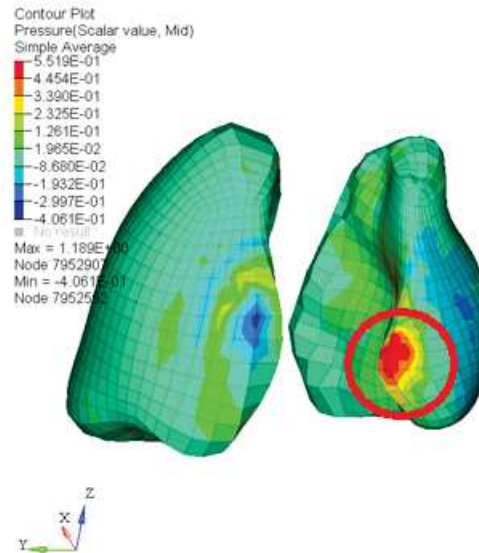 Contour Plot
Pressure(Scalar value, Mid)
Simple Average
5.519E-01
4.454E-01
3.390E-01
2.325E-01
1.261E-01
1.965E-02
-8.680E-02
-1.932E-01
-2.997E-01
-4.061E-01
No result
Max = 1.189E+00
Node 7952907
Min = -4.061E-01
Node
Z
X
Y